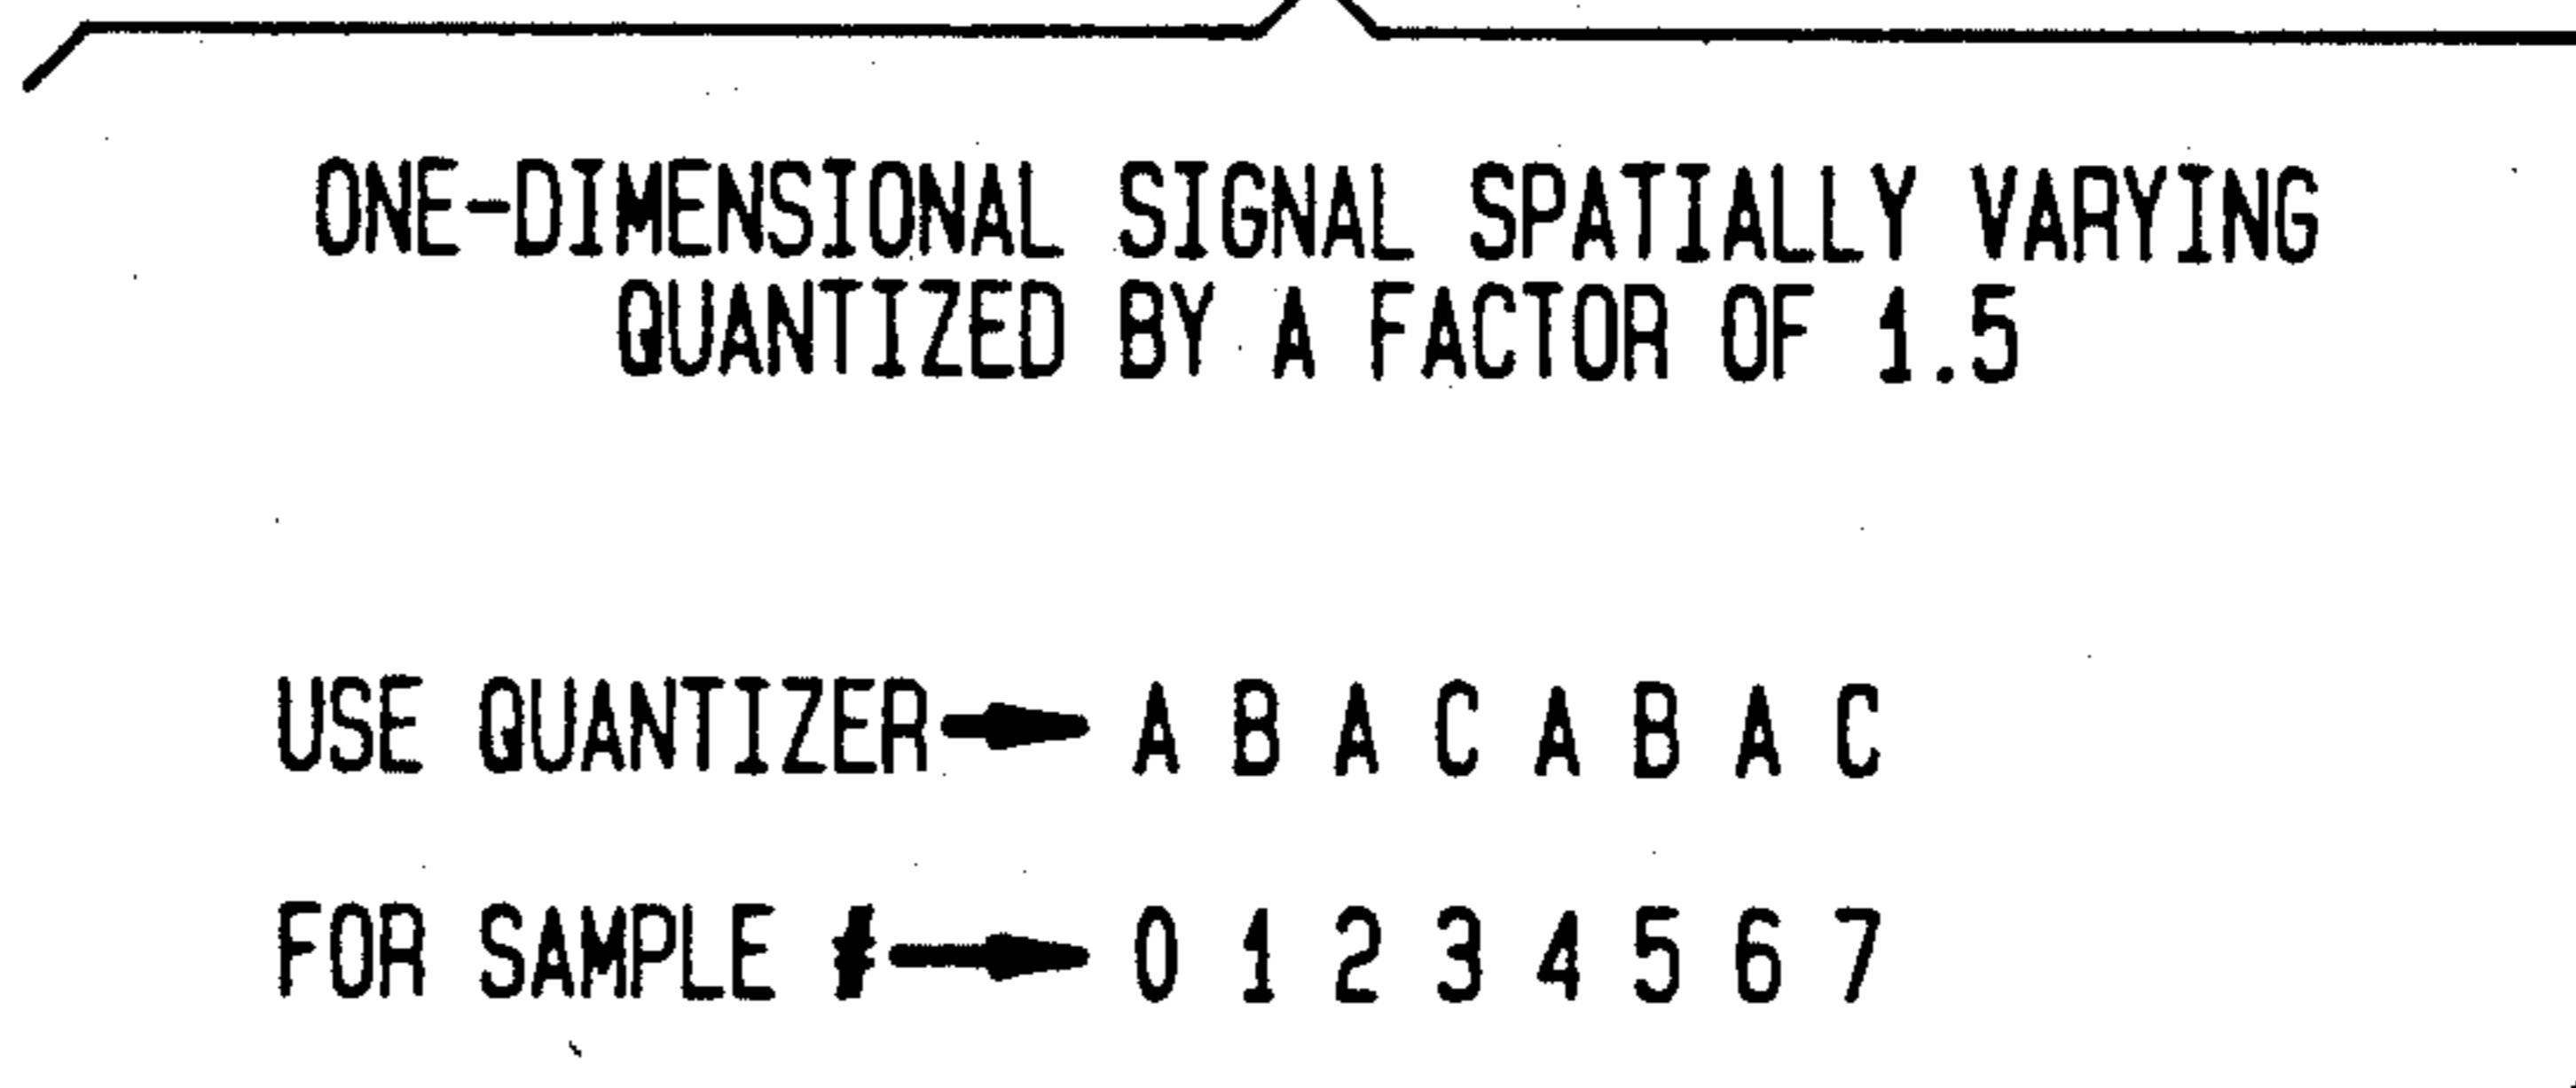 ONE-DIMENSIONAL SIGNAL SPATIALLY VARYING
QUANTIZED BY A FACTOR OF 1.5
USE QUANTIZER→ A B A C A B A C
FOR SAMPLE #→ 0 1 2 3 4 5 6 7